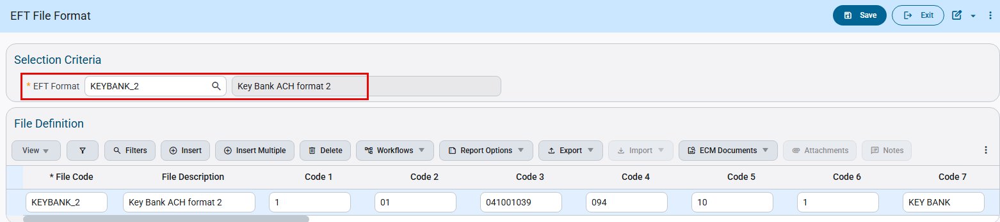 EFT File Format
Save
Exit
Selection Criteria
* EFT Format KEYBANK_2 Key Bank ACH format 2
File Definition
View Filters Insert Insert Multiple Delete Workflows Report Options Export Import ECM Documents Attachments Notes
* File Code File Description Code 1 Code 2 Code 3 Code 4 Code 5 Code 6 Code 7
KEYBANK_2 Key Bank ACH format 2 1 01 041001039 094 10 1 KEY BANK